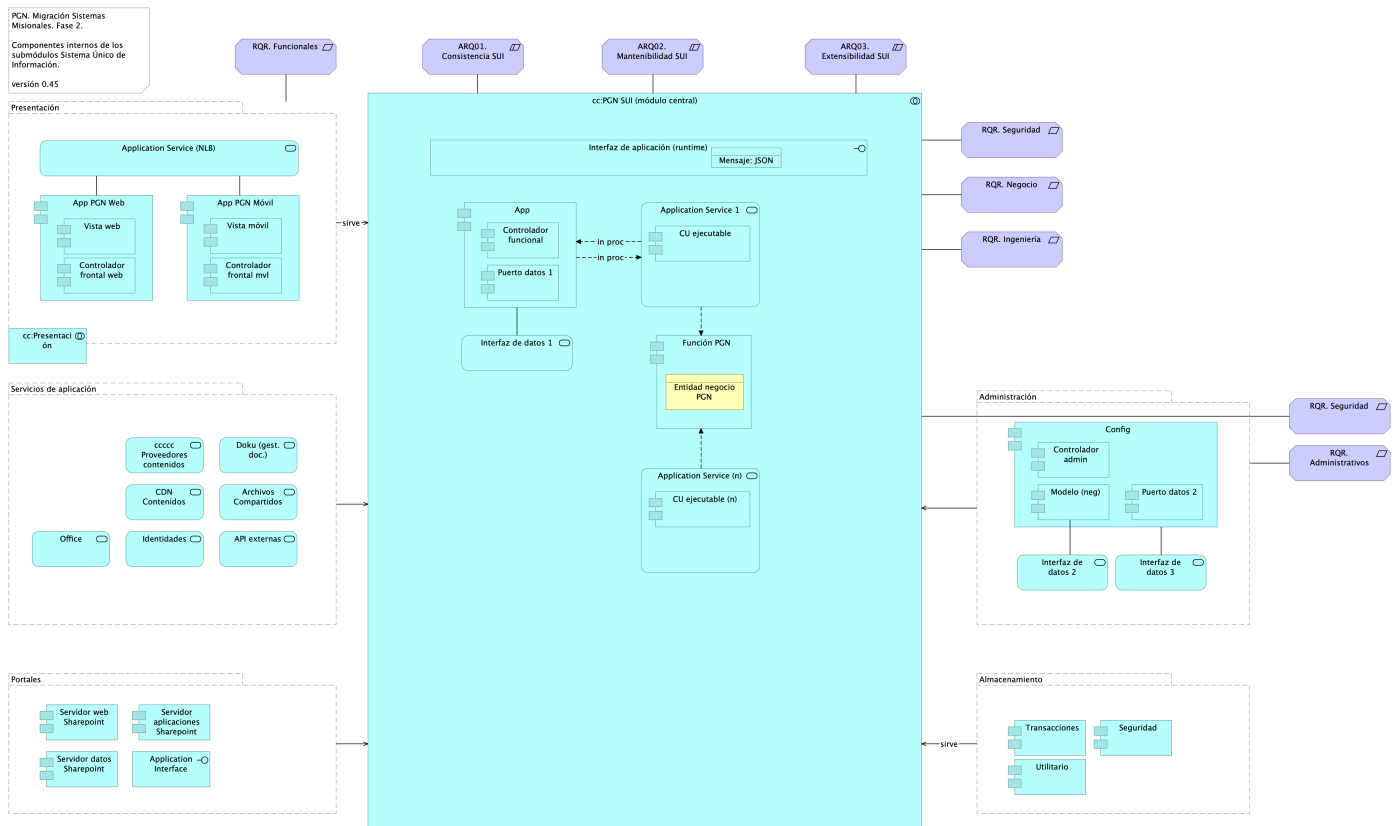 PGN. Migración Sistemas
Misionales. Fase 2.
Componentes internos de los
submódulos Sistema Único de
Información.
versión 0.45
RQR. Funcionales
ARQ01.
Consistencia SUI
ARQ02.
Mantenibilidad SUI
ARQ03.
Extensibilidad SUI
Presentación
Application Service (NLB)
App PGN Web
Vista web
Controlador
frontal web
App PGN Móvil
Vista móvil
Controlador
frontal mvl
cc:Presentaci
ón
sirve
cc:PGN SUI (módulo central)
Interfaz de aplicación (runtime)
Mensaje: JSON
App
Controlador
funcional
Puerto datos 1
Interfaz de datos 1
in proc
in proc
Application Service 1
CU ejecutable
Función PGN
Entidad negocio
PGN
Application Service (n)
CU ejecutable (n)
RQR. Seguridad
RQR. Negocio
RQR. Ingeniería
Servicios de aplicación
ccccc
Proveedores
contenidos
Doku (gest.
doc.)
CDN
Contenidos
Archivos
Compartidos
Office
Identidades
API externas
Administración
Config
Controlador
admin
Modelo (neg)
Puerto datos 2
Interfaz de
datos 2
Interfaz de
datos 3
RQR. Seguridad
RQR.
Administrativos
Portales
Servidor web
Sharepoint
Servidor
aplicaciones
Sharepoint
Servidor datos
Sharepoint
Application
Interface
Almacenamiento
sirve
Transacciones
Seguridad
Utilitario